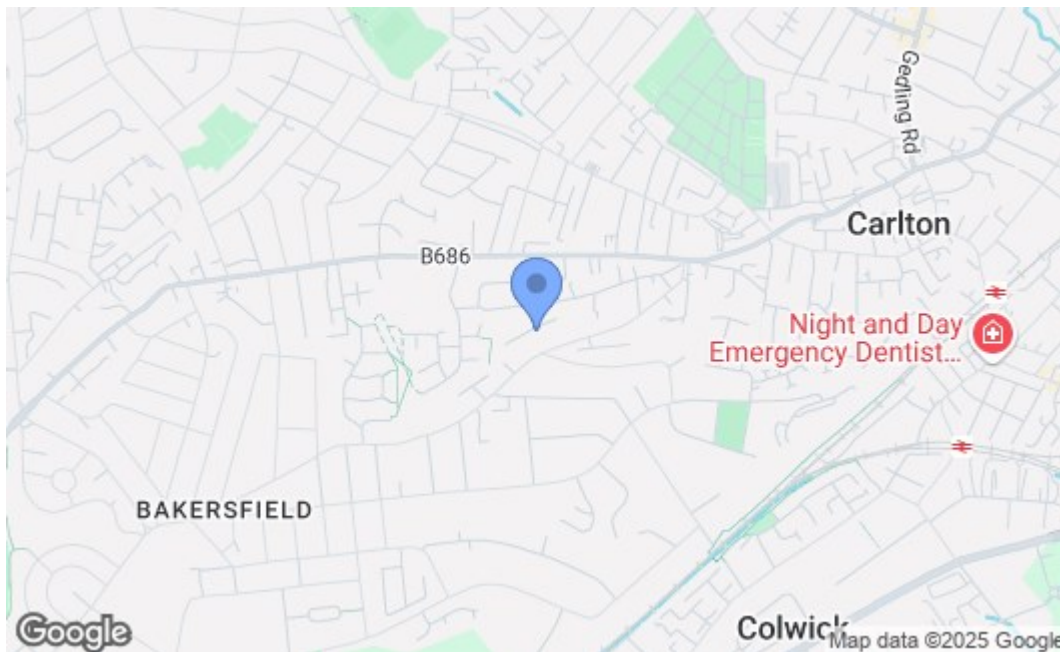 Gedling Rd
Carlton
B686
Night and Day
Emergency Dentist...
BAKERSFIELD
Colwick
Google
Map data ©2025 Google